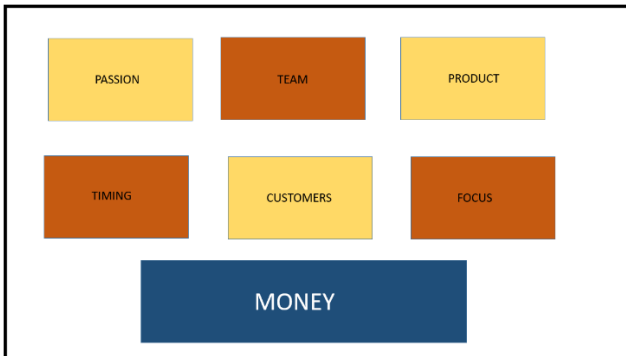 PASSION
TEAM
PRODUCT
TIMING
CUSTOMERS
FOCUS
MONEY